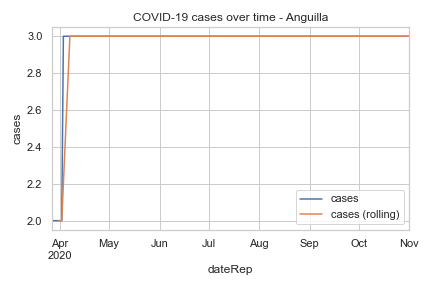 COVID-19 cases over time - Anguilla
3.0
2.8
2.6
2.4
2.2
2.0
cases
cases
cases (rolling)
Apr May Jun Jul Aug Sep Oct Nov
2020
dateRep